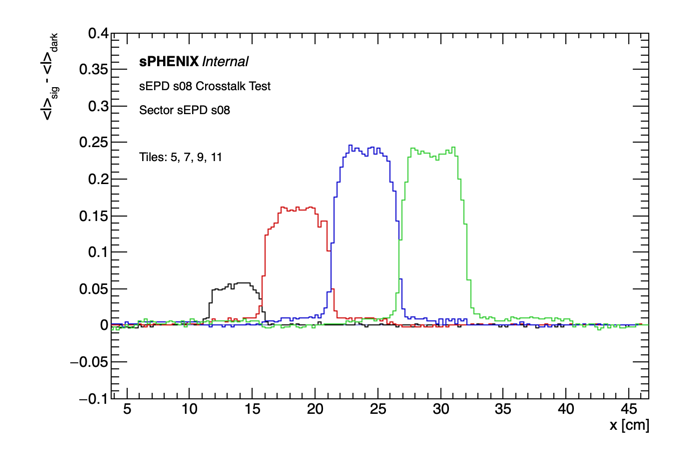 <I>sig - <I>dark
0.4
0.35
0.3
0.25
0.2
0.15
0.1
0.05
0
−0.05
−0.1
sPHENIX Internal
sEPD s08 Crosstalk Test
Sector sEPD s08
Tiles: 5, 7, 9, 11
5 10 15 20 25 30 35 40 45
x [cm]